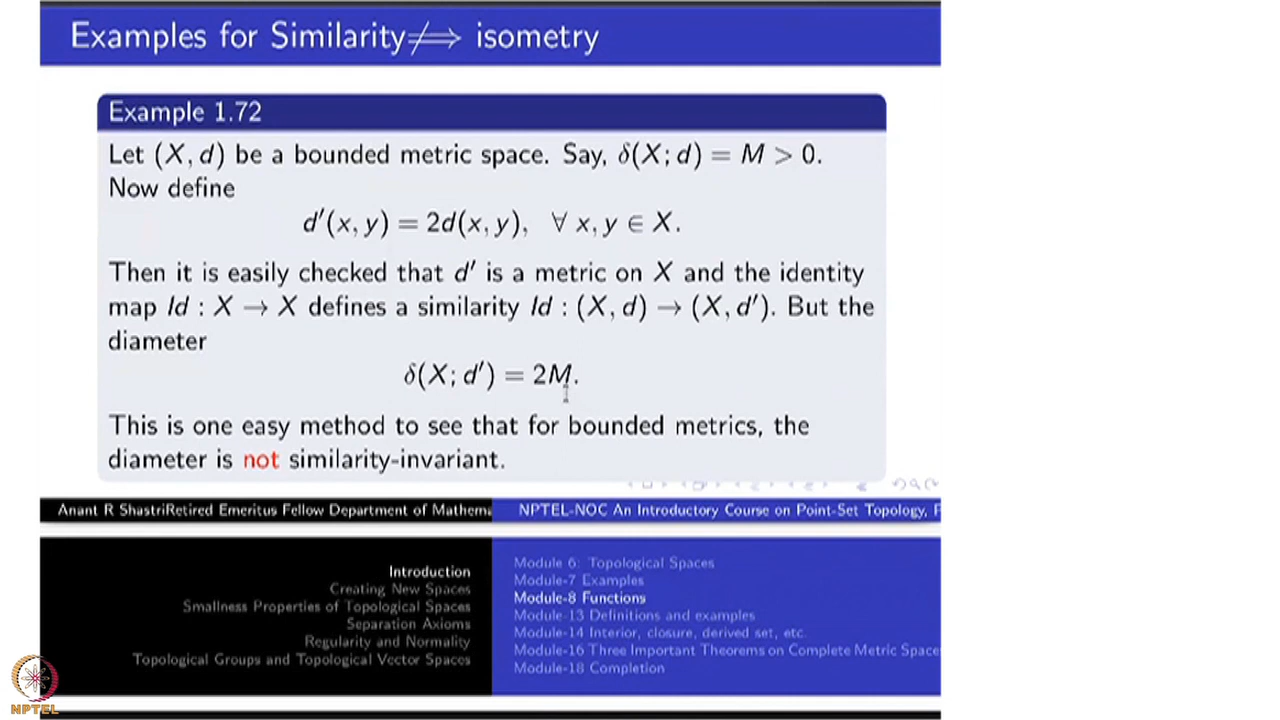 Examples for Similarity⇏ isometry
Example 1.72
Let (X, d) be a bounded metric space. Say, δ(X; d) = M > 0.
Now define
d′(x, y) = 2d(x, y), ∀ x, y ∈ X.
Then it is easily checked that d′ is a metric on X and the identity
map Id : X → X defines a similarity Id : (X, d) → (X, d′). But the
diameter
δ(X; d′) = 2M.
This is one easy method to see that for bounded metrics, the
diameter is not similarity-invariant.
Anant R ShastriRetired Emeritus Fellow Department of Mathema
NPTEL-NOC An Introductory Course on Point-Set Topology, P
Introduction
Creating New Spaces
Smallness Properties of Topological Spaces
Separation Axioms
Regularity and Normality
Topological Groups and Topological Vector Spaces
Module 6: Topological Spaces
Module-7 Examples
Module-8 Functions
Module-13 Definitions and examples
Module-14 Interior, closure, derived set, etc.
Module-16 Three Important Theorems on Complete Metric Space
Module-18 Completion
NPTEL